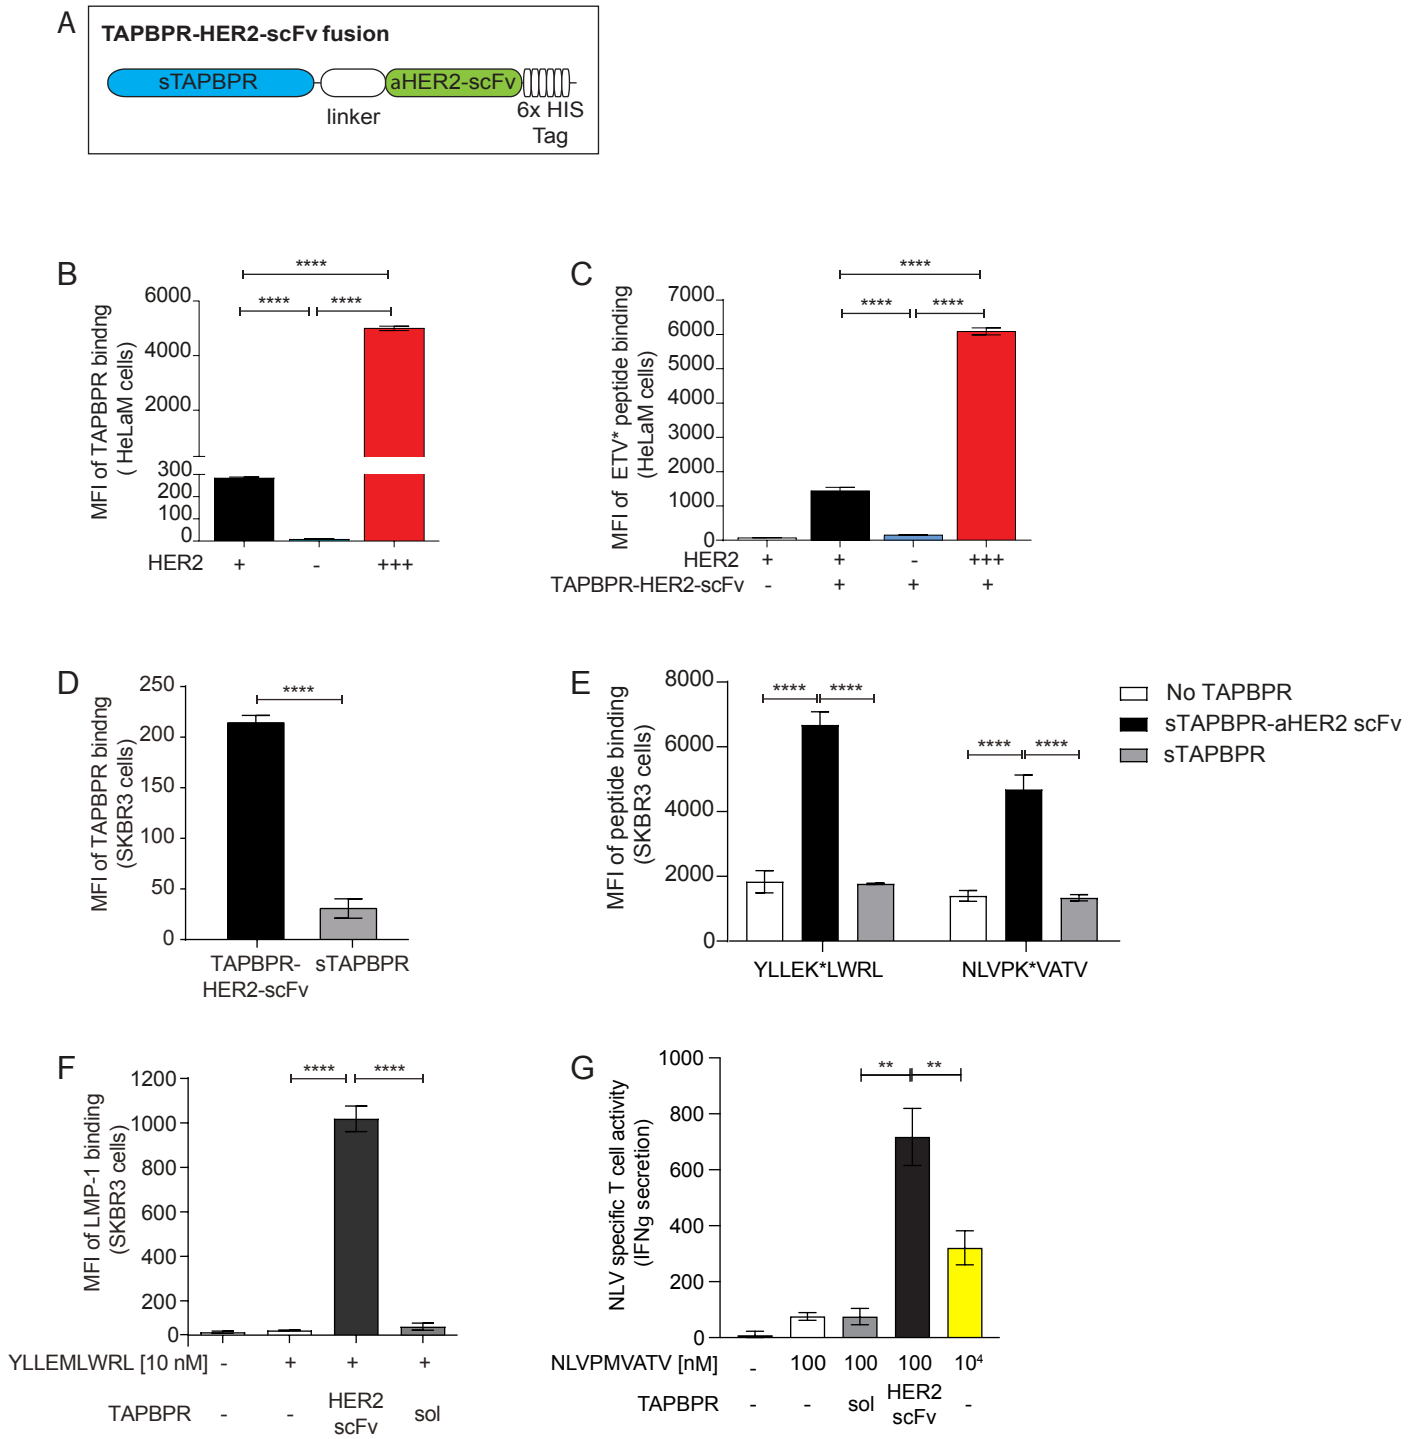 A
TAPBPR-HER2-scFv fusion
sTAPBPR
aHER2-scFv
linker
6x HIS
Tag
B
MFI of TAPBPR bindng
( HeLaM cells)
6000
4000
2000
300
200
100
0
****
**** ****
HER2 + - +++
C
MFI of ETV* peptide bindng
(HeLaM cells)
7000
6000
5000
4000
3000
2000
1000
0
****
**** ****
HER2 + + - +++
TAPBPR-HER2-scFv - + + +
D
MFI of TAPBPR bindng
(SKBR3 cells)
250
200
150
100
50
0
****
TAPBPR-
HER2-scFv
sTAPBPR
E
MFI of peptide bindng
(SKBR3 cells)
8000
6000
4000
2000
0
**** ****
**** ****
YLLEK*LWRL NLVPK*VATV
No TAPBPR
sTAPBPR-aHER2 scFv
sTAPBPR
F
MFI of LMP-1 binding
(SKBR3 cells)
1200
1000
800
600
400
200
0
**** ****
YLLEMLWRL [10 nM] - + + +
TAPBPR - - HER2 scFv sol
G
NLV specific T cell activity
(IFNg secretion)
1000
800
600
400
200
0
** **
NLVPMVATV [nM] - 100 100 100 10⁴
TAPBPR - - sol HER2 scFv -